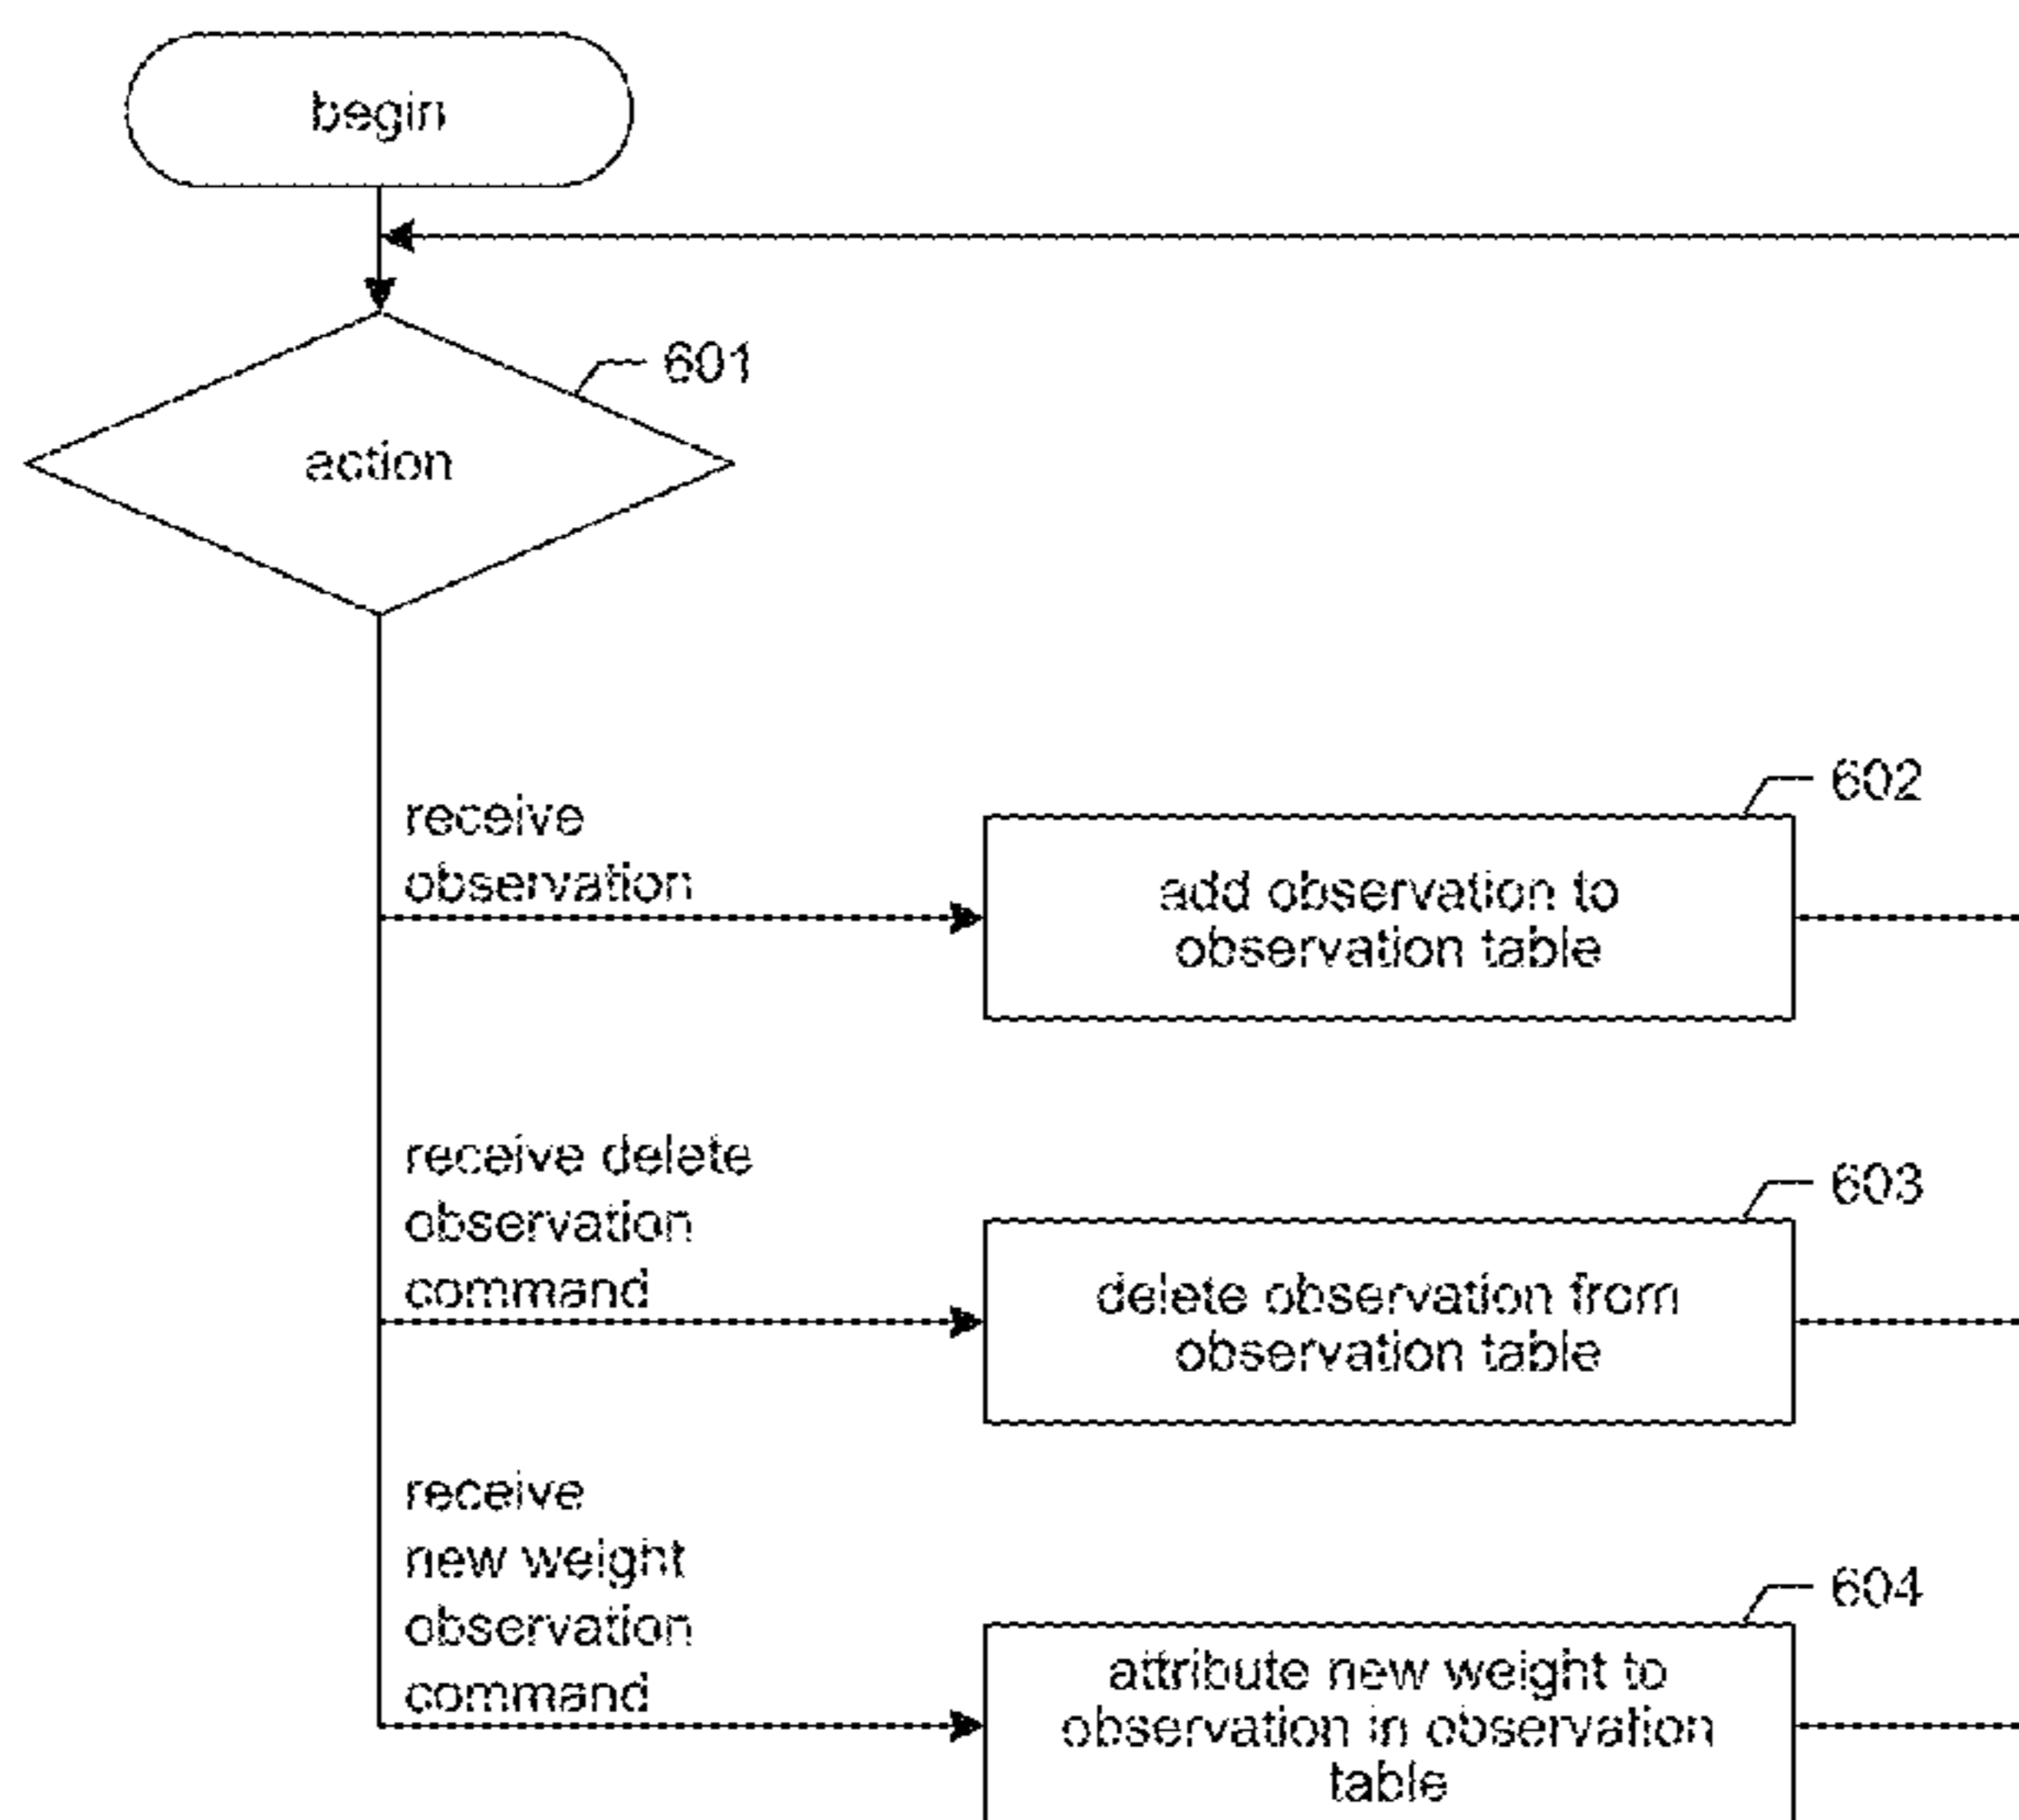 begin
601
action
602
receive
observation
add observation to
observation table
603
receive delete
observation
command
delete observation from
observation table
604
receive
new weight
observation
command
attribute new weight to
observation in observation
table